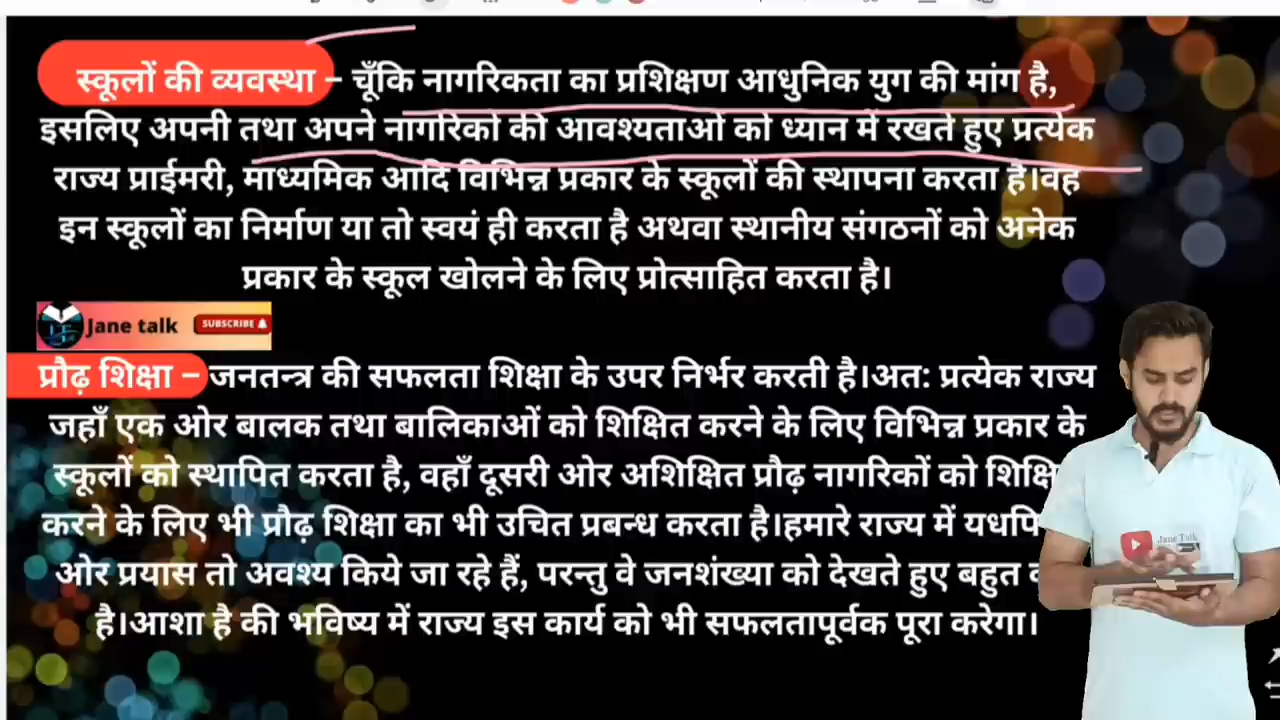 स्कूलों की व्यवस्था – चूँकि नागरिकता का प्रशिक्षण आधुनिक युग की मांग है,
इसलिए अपनी तथा अपने नागरिकों की आवश्यताओं को ध्यान में रखते हुए प्रत्येक
राज्य प्राईमरी, माध्यमिक आदि विभिन्न प्रकार के स्कूलों की स्थापना करता है।वह
इन स्कूलों का निर्माण या तो स्वयं ही करता है अथवा स्थानीय संगठनों को अनेक
प्रकार के स्कूल खोलने के लिए प्रोत्साहित करता है।
Jane talk SUBSCRIBE
प्रौढ़ शिक्षा – जनतन्त्र की सफलता शिक्षा के उपर निर्भर करती है।अत: प्रत्येक राज्य
जहाँ एक ओर बालक तथा बालिकाओं को शिक्षित करने के लिए विभिन्न प्रकार के
स्कूलों को स्थापित करता है, वहाँ दूसरी ओर अशिक्षित प्रौढ़ नागरिकों को
करने के लिए भी प्रौढ़ शिक्षा का भी उचित प्रबन्ध करता है।हमारे राज्य में
ओर प्रयास तो अवश्य किये जा रहे हैं, परन्तु वे जनशंख्या को देखते हुए बहुत
है।आशा है की भविष्य में राज्य इस कार्य को भी सफलतापूर्वक पूरा करेगा।
Jane Talk